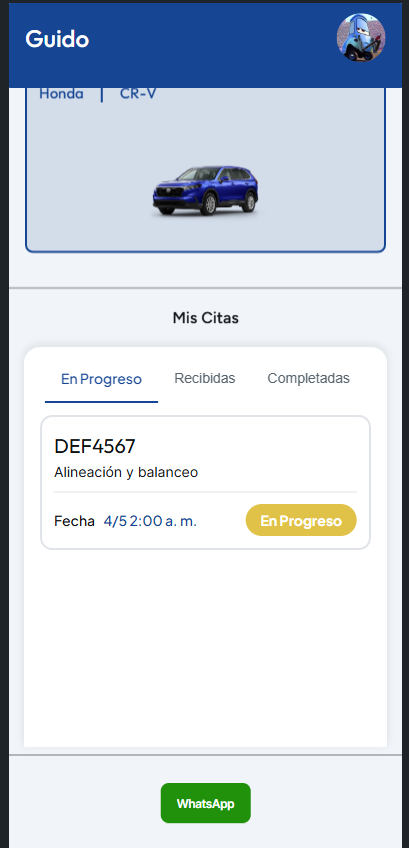 Guido
Honda | CR-V
Mis Citas
En Progreso Recibidas Completadas
DEF4567
Alineación y balanceo
Fecha 4/5 2:00 a. m. En Progreso
WhatsApp